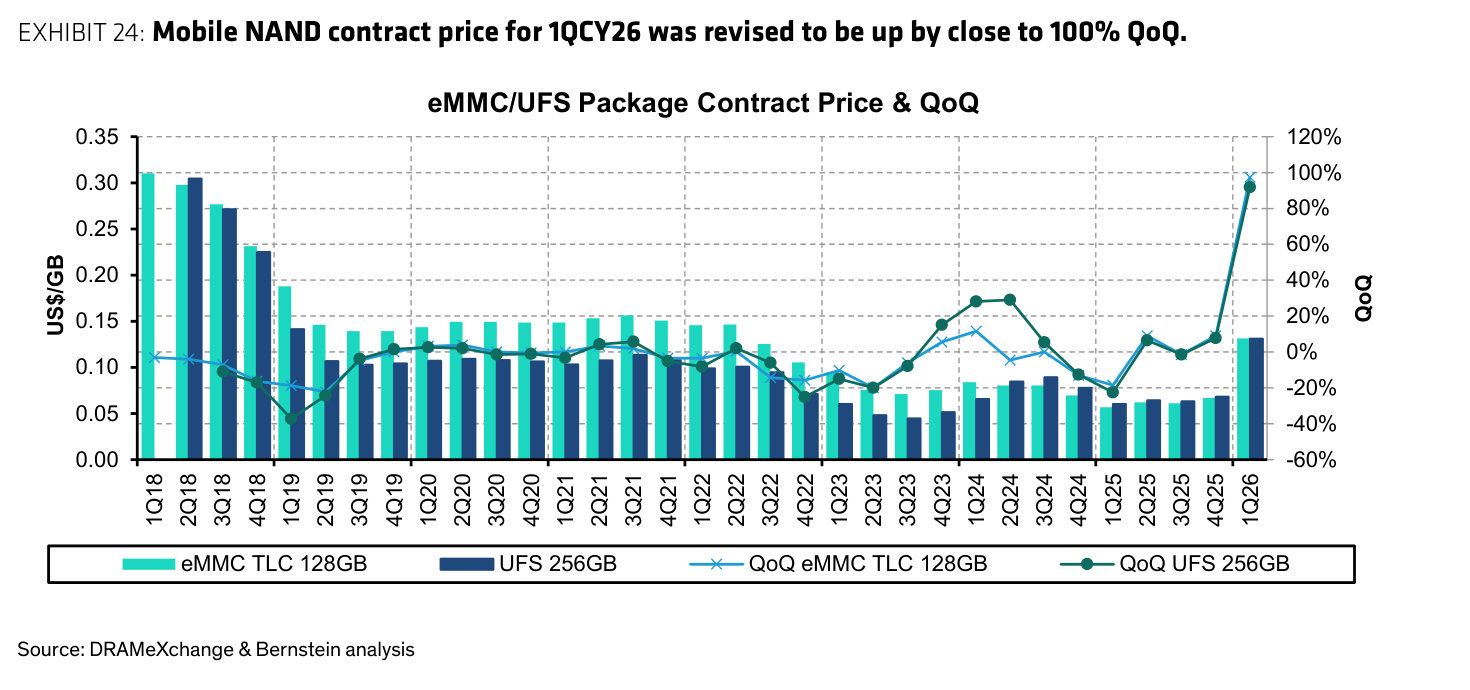 EXHIBIT 24: Mobile NAND contract price for 1QCY26 was revised to be up by close to 100% QoQ.
eMMC/UFS Package Contract Price & QoQ
0.35
0.30
0.25
0.20
0.15
0.10
0.05
0.00
US$/GB
120%
100%
80%
60%
40%
20%
0%
-20%
-40%
-60%
QoQ
1Q18
2Q18
3Q18
4Q18
1Q19
2Q19
3Q19
4Q19
1Q20
2Q20
3Q20
4Q20
1Q21
2Q21
3Q21
4Q21
1Q22
2Q22
3Q22
4Q22
1Q23
2Q23
3Q23
4Q23
1Q24
2Q24
3Q24
4Q24
1Q25
2Q25
3Q25
4Q25
1Q26
eMMC TLC 128GB
UFS 256GB
QoQ eMMC TLC 128GB
QoQ UFS 256GB
Source: DRAMeXchange & Bernstein analysis